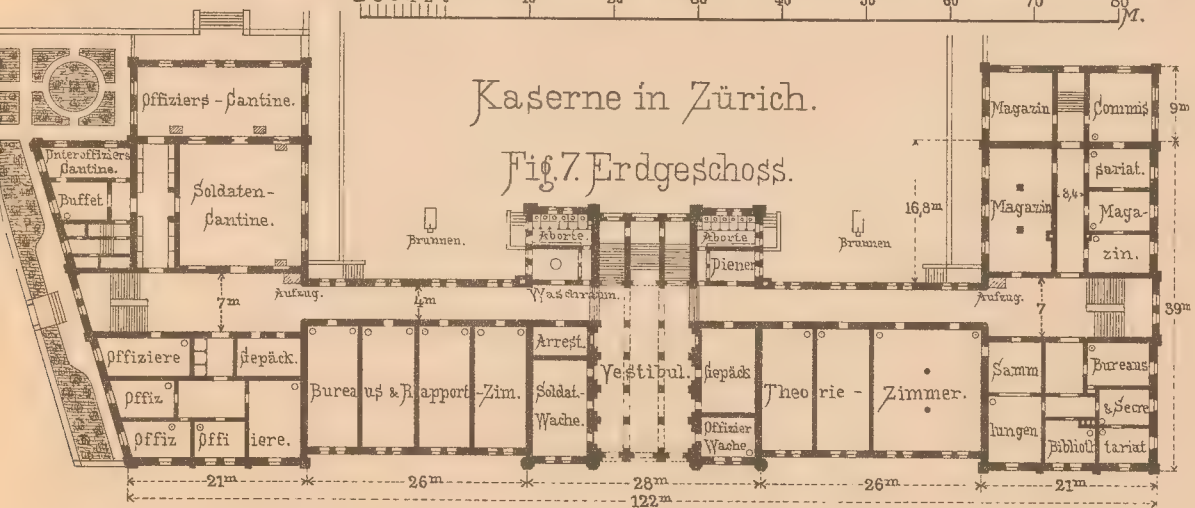 10 20 30 40 50 60 70 80
M.
Kaserne in Zürich.
Fig. 7. Erdgeschoss.
Offiziers-Cantine.
Unteroffiziers
Cantine.
Buffet
Soldaten-
Cantine.
Brunnen.
Aborte.
Aborte
Diener
Waschraum.
Brunnen
16,8m
Magazin
Commis
9m
Magazin
3,4
sariat.
Maga-
zin.
7m
Aufzug.
4m
Aufzug.
7
39m
Offiziere
Gepäck.
Offiz
Offiz
Offi
iere.
Bureaus & Rapport-Zim.
Arrest.
Soldat.-
Wache.
Vestibul.
Gepäck
Offizier
Wache
Theorie-Zimmer.
Samm
lungen
Bureaus
& Secre
tariat
Biblioth
21m 26m 28m 26m 21m
122m